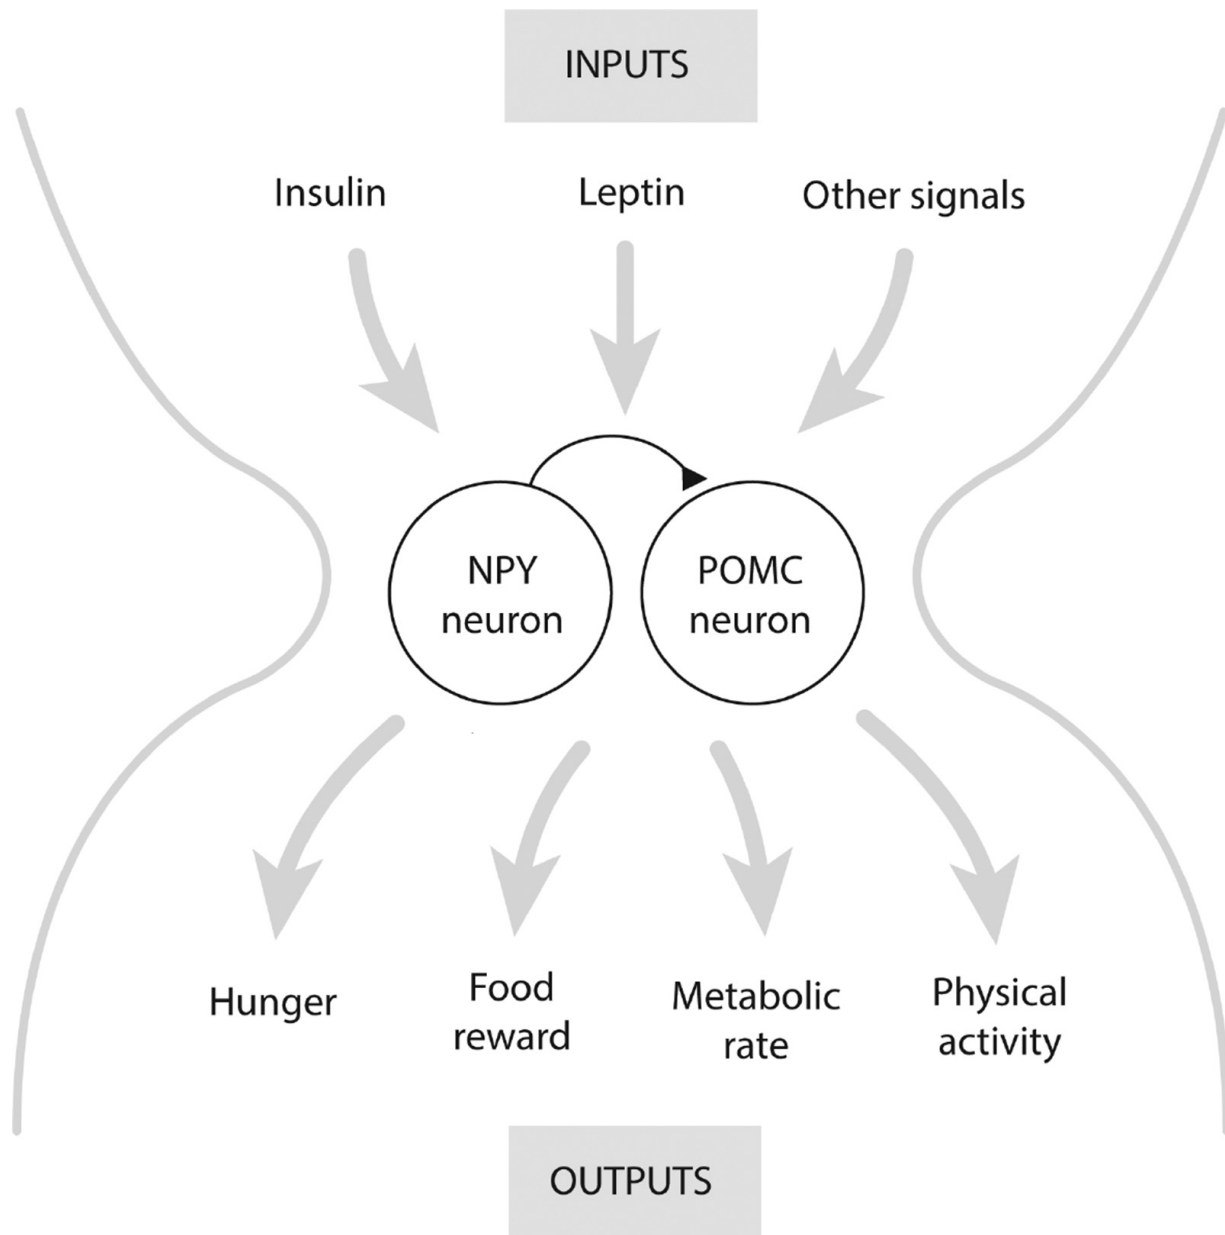 INPUTS
Insulin
Leptin
Other signals
NPY
neuron
POMC
neuron
Hunger
Food
reward
Metabolic
rate
Physical
activity
OUTPUTS